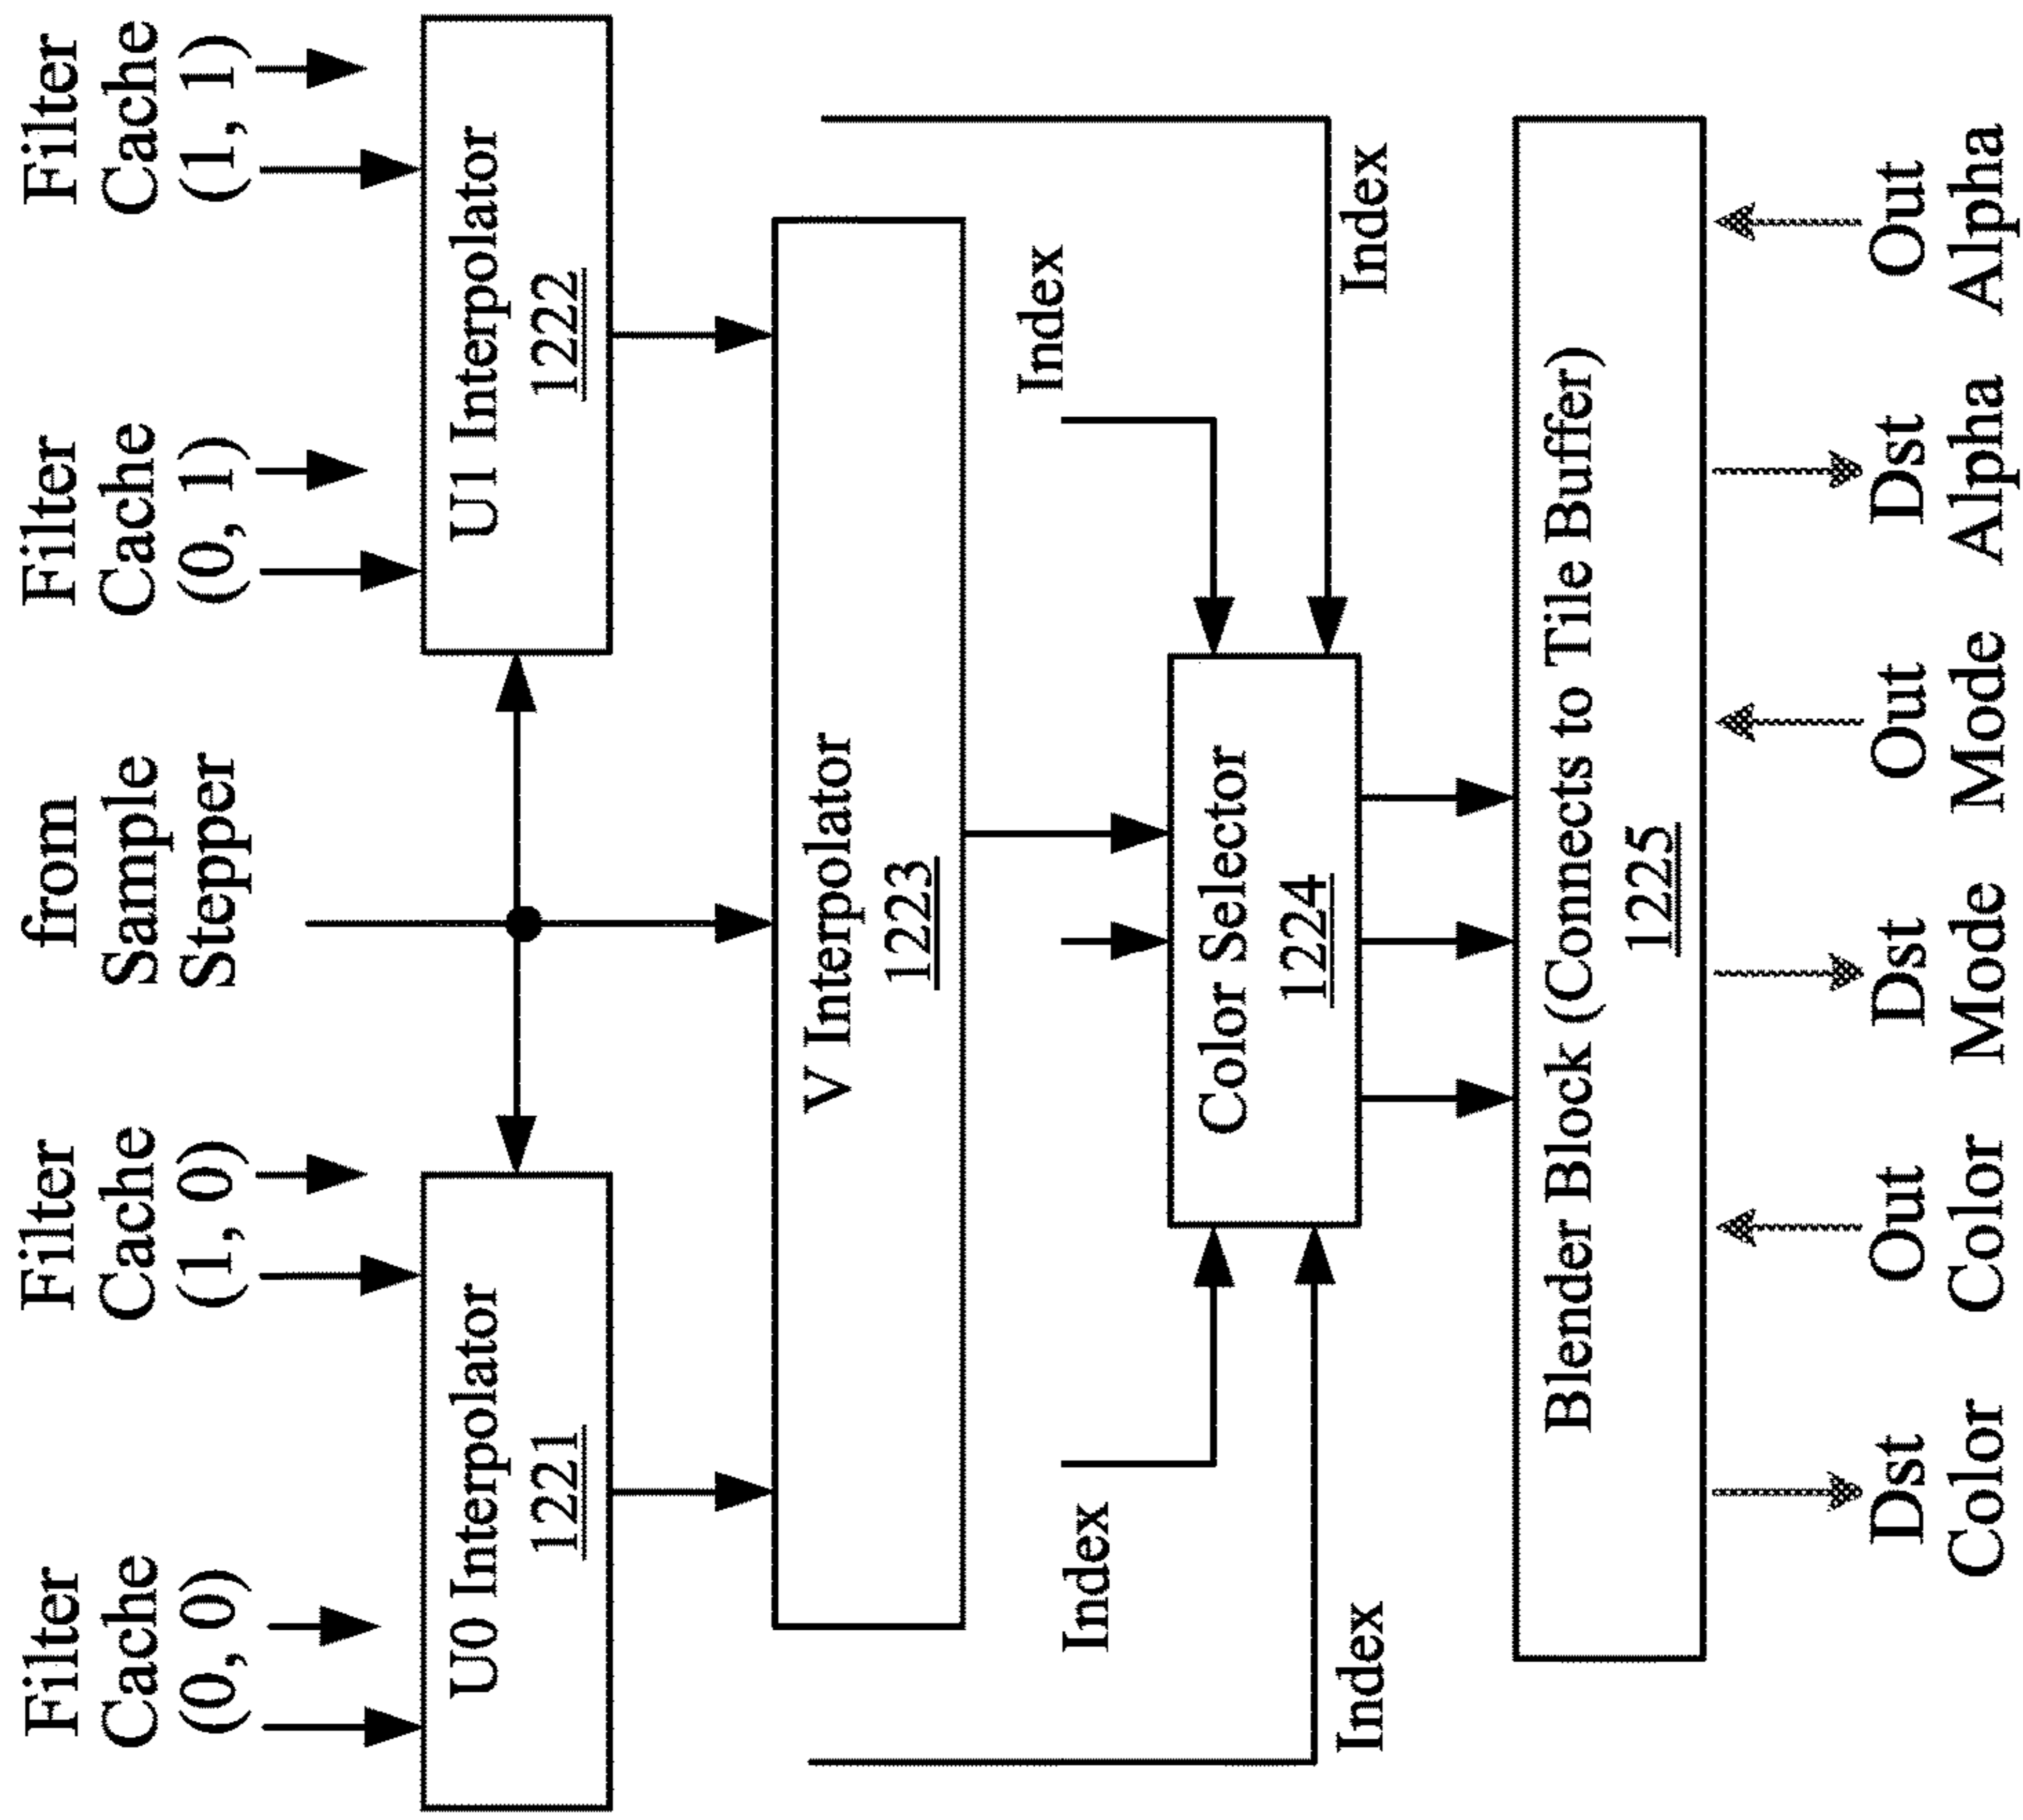 Filter
Cache
(0, 0)
Filter
Cache
(1, 0)
from
Sample
Stepper
Filter
Cache
(0, 1)
Filter
Cache
(1, 1)
U0 Interpolator
1221
U1 Interpolator
1222
V Interpolator
1223
Index
Index
Index
Index
Color Selector
1224
Blender Block (Connects to Tile Buffer)
1225
Dst
Color
Out
Color
Dst
Mode
Out
Mode
Dst
Alpha
Out
Alpha